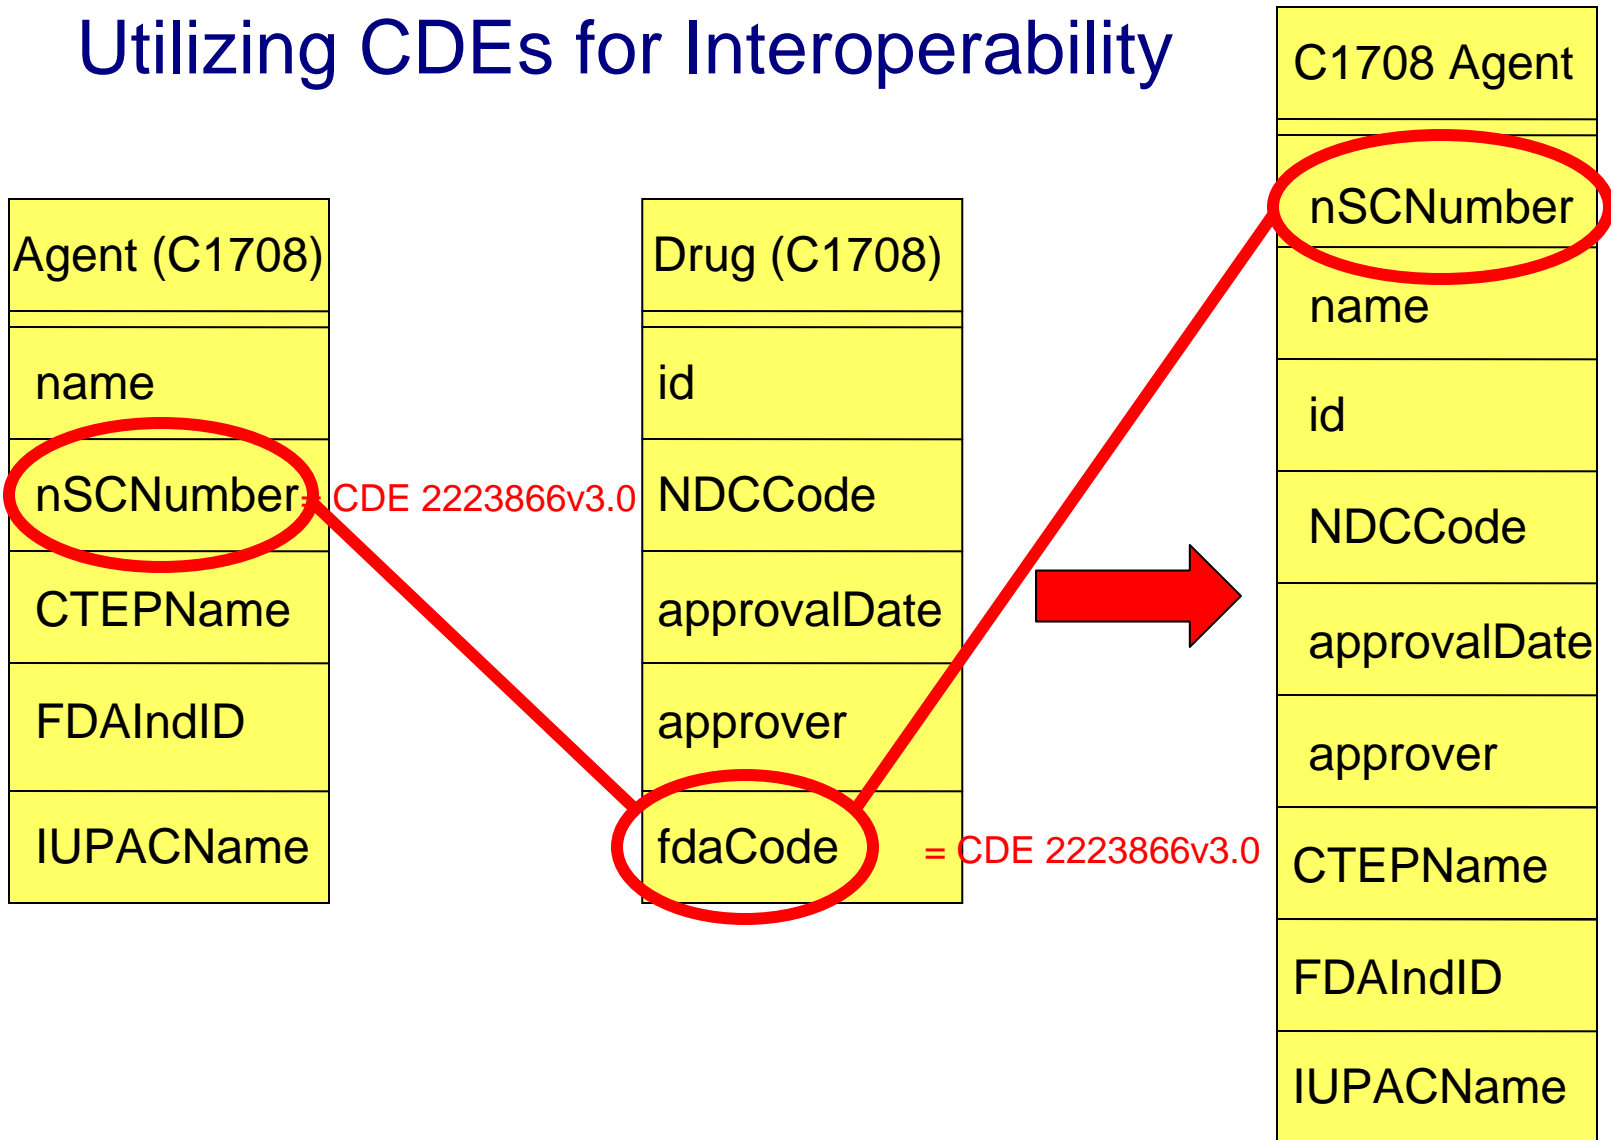 Utilizing CDEs for Interoperability
Agent (C1708)
name
nSCNumber
= CDE 2223866v3.0
CTEPName
FDAIndID
IUPACName
Drug (C1708)
id
NDCCode
approvalDate
approver
fdaCode
= CDE 2223866v3.0
C1708 Agent
nSCNumber
name
id
NDCCode
approvalDate
approver
CTEPName
FDAIndID
IUPACName